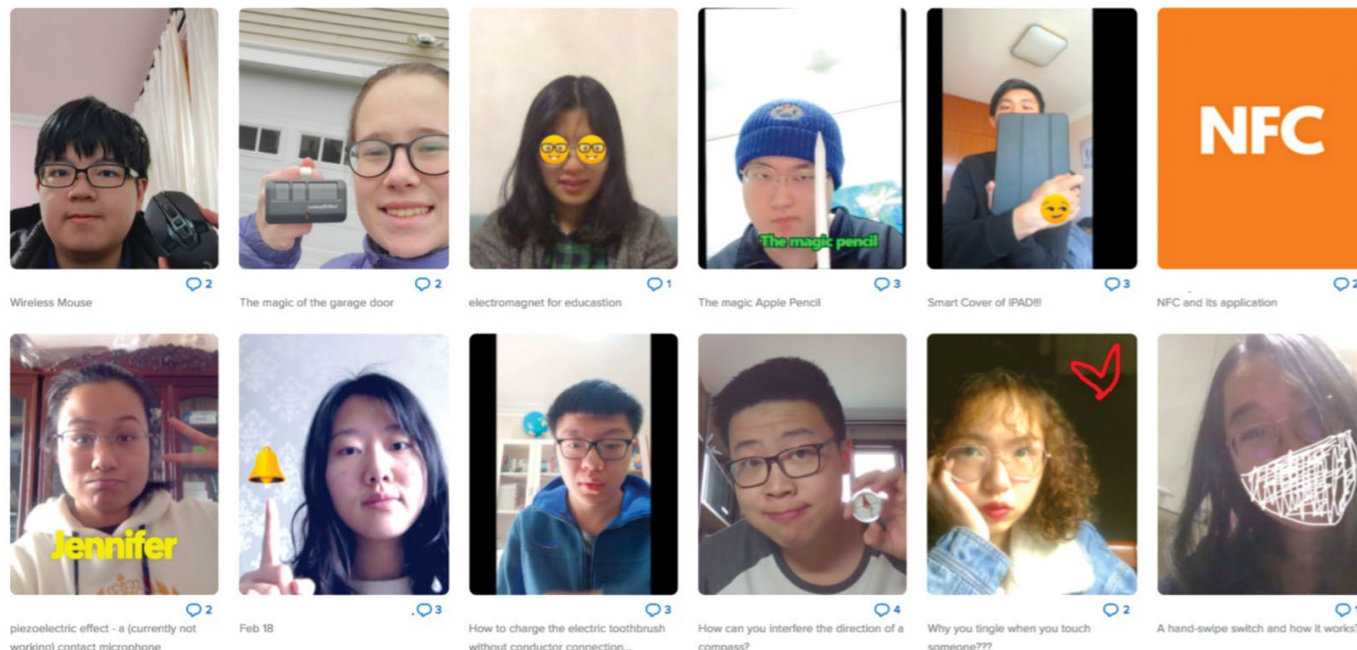 NFC
The magic pencil
2
2
1
3
3
2
Wireless Mouse
The magic of the garage door
electromagnet for educastion
The magic Apple Pencil
Smart Cover of IPAD!!!
NFC and its application
Jennifer
2
3
3
4
2
1
piezoelectric effect - a (currently not
working) contact microphone
Feb 18
How to charge the electric toothbrush
without conductor connection...
How can you interfere the direction of a
compass?
Why you tingle when you touch
someone???
A hand-swipe switch and how it works?